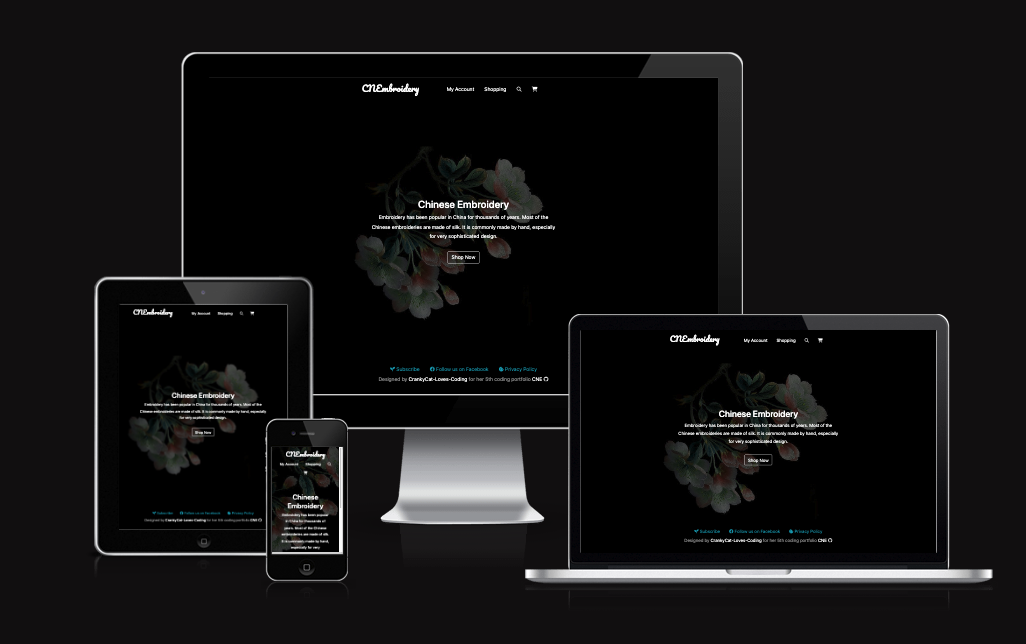 CNEmbroidery
My Account Shopping
Chinese Embroidery
Embroidery has been popular in China for thousands of years. Most of the
Chinese embroideries are made of silk. It is commonly made by hand, especially
for very sophisticated design.
Shop Now
Subscribe Follow us on Facebook Privacy Policy
Designed by CrankyCat-Loves-Coding for her 5th coding portfolio CNE
CNEmbroidery
My Account Shopping
Chinese Embroidery
Embroidery has been popular in China for thousands of years. Most of the
Chinese embroideries are made of silk. It is commonly made by hand, especially
for very sophisticated design.
Shop Now
Subscribe Follow us on Facebook Privacy Policy
Designed by CrankyCat-Loves-Coding for her 5th coding portfolio CNE
CNEmbroidery
My Account Shopping
Chinese
Embroidery
Embroidery has been popular
in China for thousands of
years. Most of the Chinese
embroideries are made of
silk. It is commonly made by hand,
especially for very
CNEmbroidery
My Account Shopping
Chinese Embroidery
Embroidery has been popular in China for thousands of years. Most of the
Chinese embroideries are made of silk. It is commonly made by hand, especially
for very sophisticated design.
Shop Now
Subscribe Follow us on Facebook Privacy Policy
Designed by CrankyCat-Loves-Coding for her 5th coding portfolio CNE